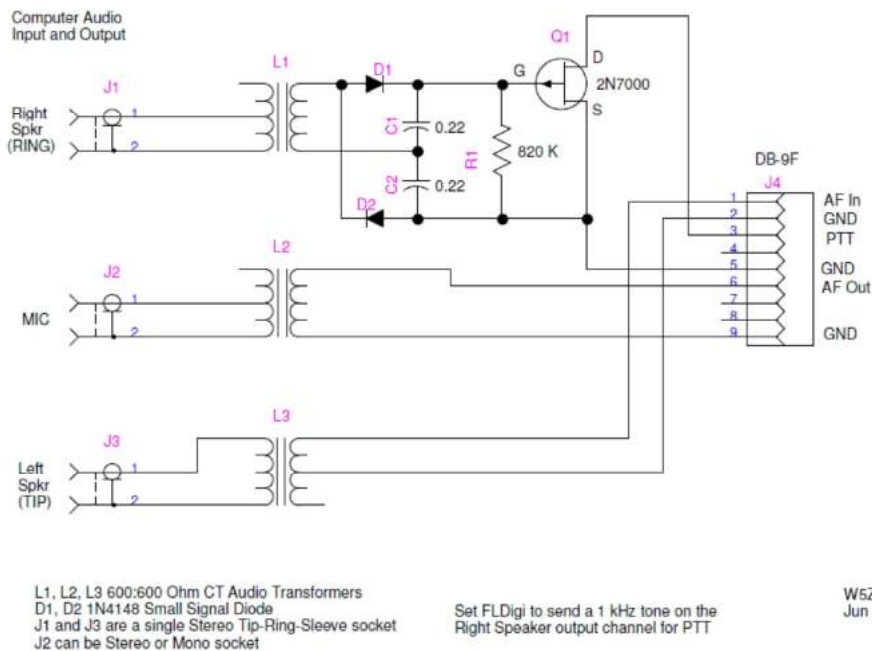 Computer Audio
Input and Output
L1
J1
1
2
Right
Spkr
(RING)
D1
C1
0.22
C2
0.22
D2
R1
820 K
Q1
G
D
S
2N7000
DB-9F
J4
1
2
3
4
5
6
7
8
9
AF In
GND
PTT
GND
AF Out
GND
L2
J2
1
2
MIC
L3
J3
1
2
Left
Spkr
(TIP)
L1, L2, L3 600:600 Ohm CT Audio Transformers
D1, D2 1N4148 Small Signal Diode
J1 and J3 are a single Stereo Tip-Ring-Sleeve socket
J2 can be Stereo or Mono socket
Set FLDigi to send a 1 kHz tone on the
Right Speaker output channel for PTT
Jun